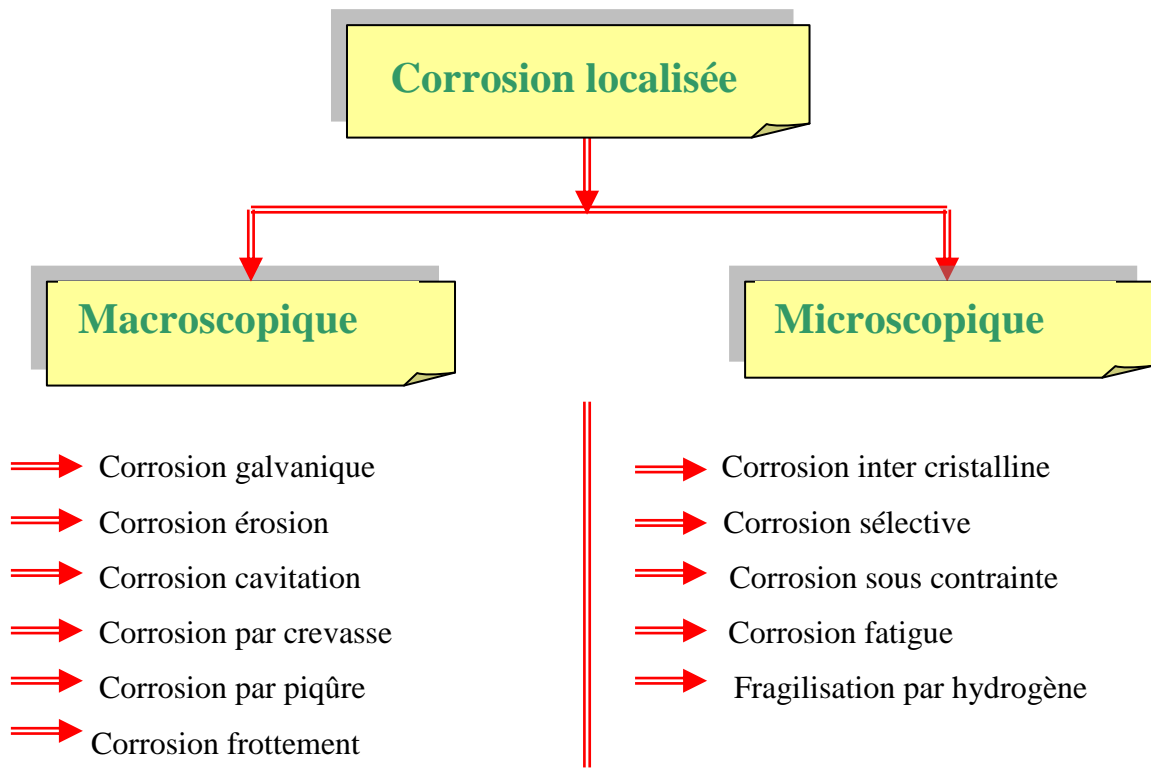 Corrosion localisée
Macroscopique
Corrosion galvanique
Corrosion érosion
Corrosion cavitation
Corrosion par crevasse
Corrosion par piqûre
Corrosion frottement
Microscopique
Corrosion inter cristalline
Corrosion sélective
Corrosion sous contrainte
Corrosion fatigue
Fragilisation par hydrogène